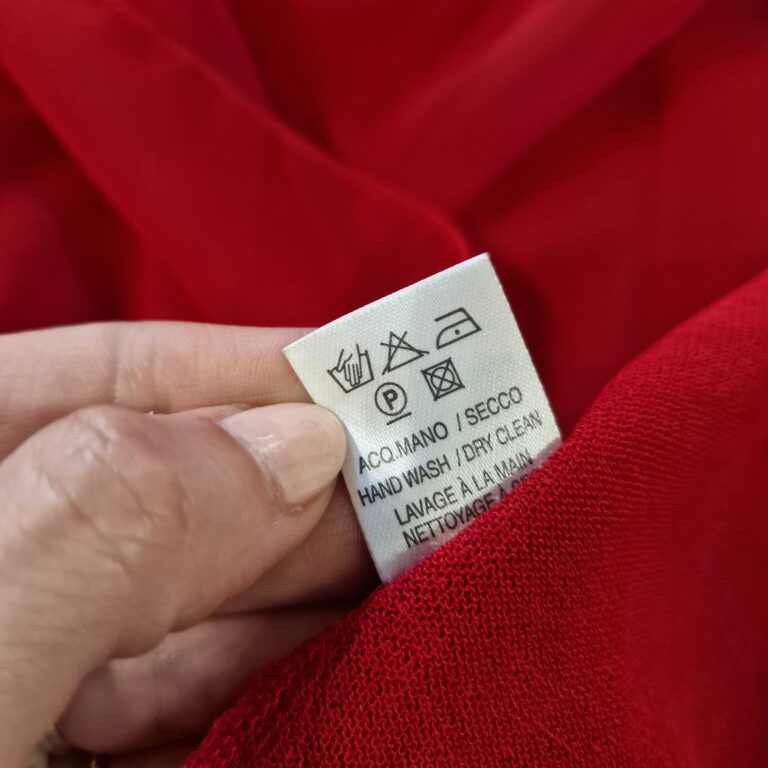 P
ACQ.MANO / SECCO
HAND WASH / DRY CLEAN
LAVAGE À LA MAIN
NETTOYAGE À